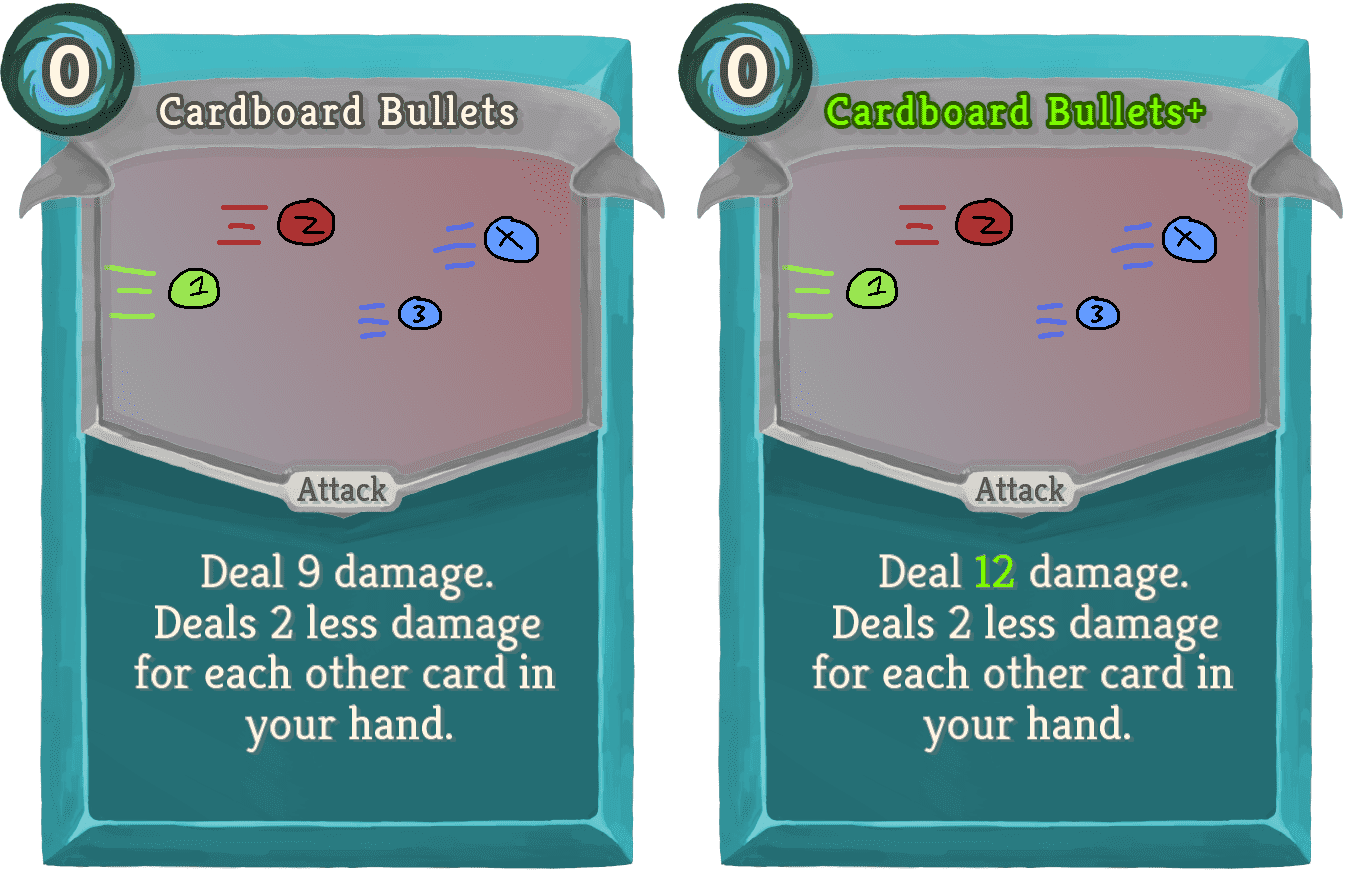 0
Cardboard Bullets
2
X
1
3
Attack
Deal 9 damage.
Deals 2 less damage
for each other card in
your hand.
0
Cardboard Bullets+
2
X
1
3
Attack
Deal 12 damage.
Deals 2 less damage
for each other card in
your hand.